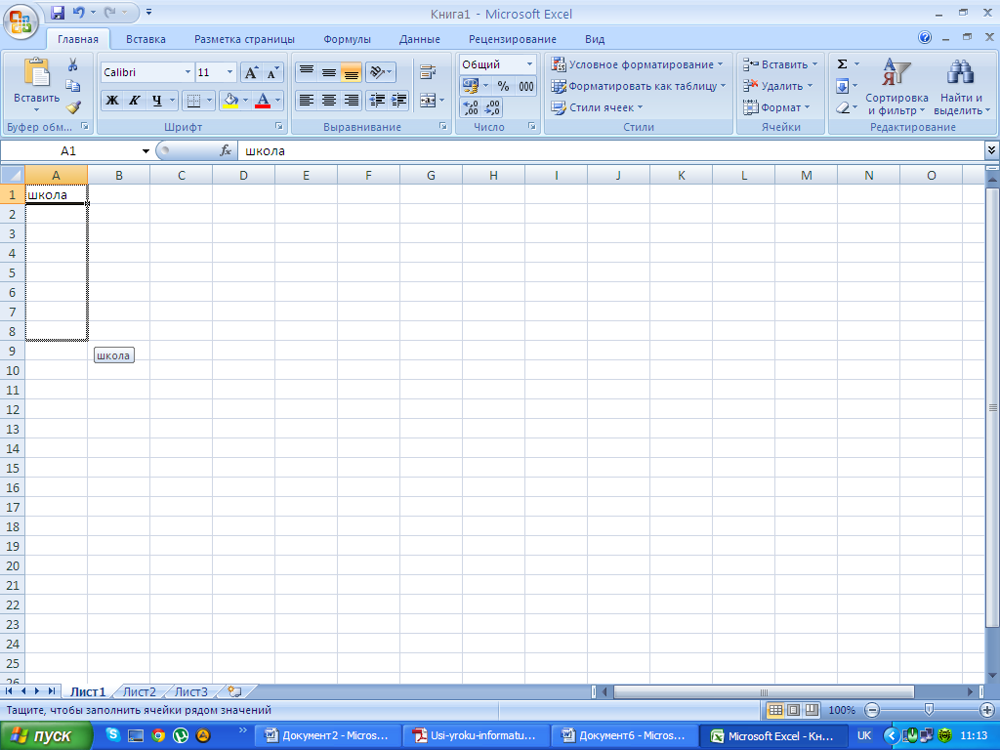 Книга1 - Microsoft Excel
Главная Вставка Разметка страницы Формулы Данные Рецензирование Вид
Вставить
Буфер обм...
Calibri 11
Ж К Ч
Шрифт
Выравнивание
Общий
% 000
,00 ,00
Число
Условное форматирование
Форматировать как таблицу
Стили ячеек
Стили
Вставить
Удалить
Формат
Ячейки
Σ
Сортировка и фильтр
Найти и выделить
Редактирование
A1 fx школа
A B C D E F G H I J K L M N O
1 школа
2
3
4
5
6
7
8
9 школа
10
11
12
13
14
15
16
17
18
19
20
21
22
23
24
25
26
Лист1 Лист2 Лист3
Тащите, чтобы заполнить ячейки рядом значений 100%
пуск Документ2 - Micros... Usi-yroku-informatu... Документ6 - Micros... Microsoft Excel - Кн... UK 11:13